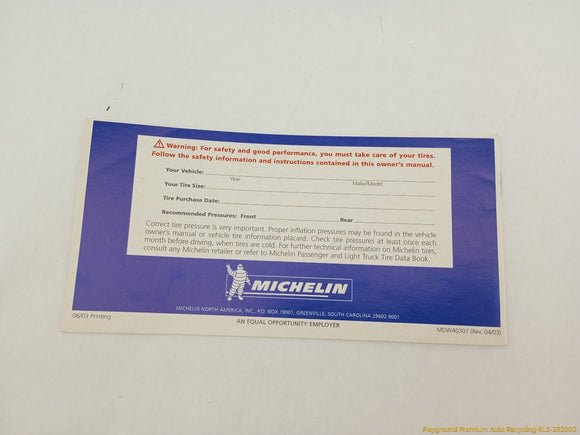 Warning: For safety and good performance, you must take care of your tires.
Follow the safety information and instructions contained in this owner's manual.
Your Vehicle:
Year Make/Model
Your Tire Size:
Tire Purchase Date:
Recommended Pressures: Front Rear
Correct tire pressure is very important. Proper inflation pressures may be found in the vehicle
owner's manual or vehicle tire information placard. Check tire pressures at least once each
month before driving, when tires are cold. For further technical information on Michelin tires,
consult any Michelin retailer or refer to Michelin Passenger and Light Truck Tire Data Book.
MICHELIN
MICHELIN NORTH AMERICA, INC., P.O. BOX 19001, GREENVILLE, SOUTH CAROLINA 29602-9001
06/03 Printing
AN EQUAL OPPORTUNITY EMPLOYER
MDW40307 (Rev. 04/03)
Playground Premium Auto Recycling-SLS-252003